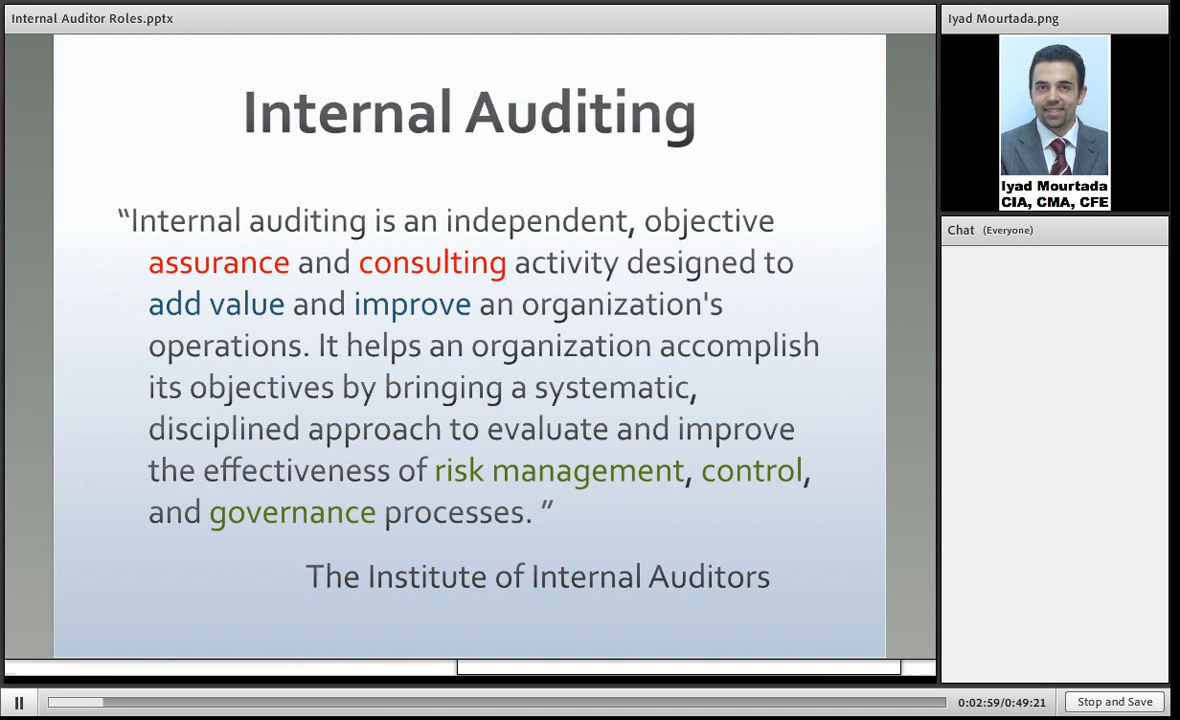 Internal Auditor Roles.pptx
Internal Auditing
“Internal auditing is an independent, objective
assurance and consulting activity designed to
add value and improve an organization's
operations. It helps an organization accomplish
its objectives by bringing a systematic,
disciplined approach to evaluate and improve
the effectiveness of risk management, control,
and governance processes. ”
The Institute of Internal Auditors
Iyad Mourtada.png
Iyad Mourtada
CIA, CMA, CFE
Chat (Everyone)
0:02:59/0:49:21
Stop and Save